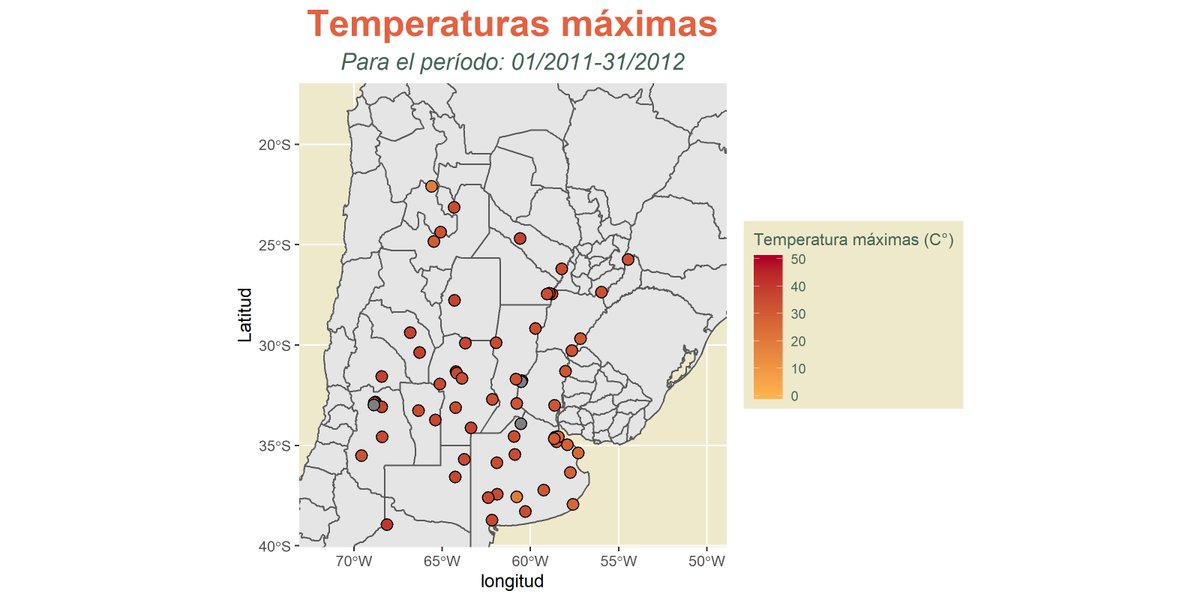 Temperaturas máximas
Para el período: 01/2011-31/2012
20°S
25°S
30°S
35°S
40°S
Latitud
70°W
65°W
60°W
55°W
50°W
longitud
Temperatura máximas (C°)
50
40
30
20
10
0